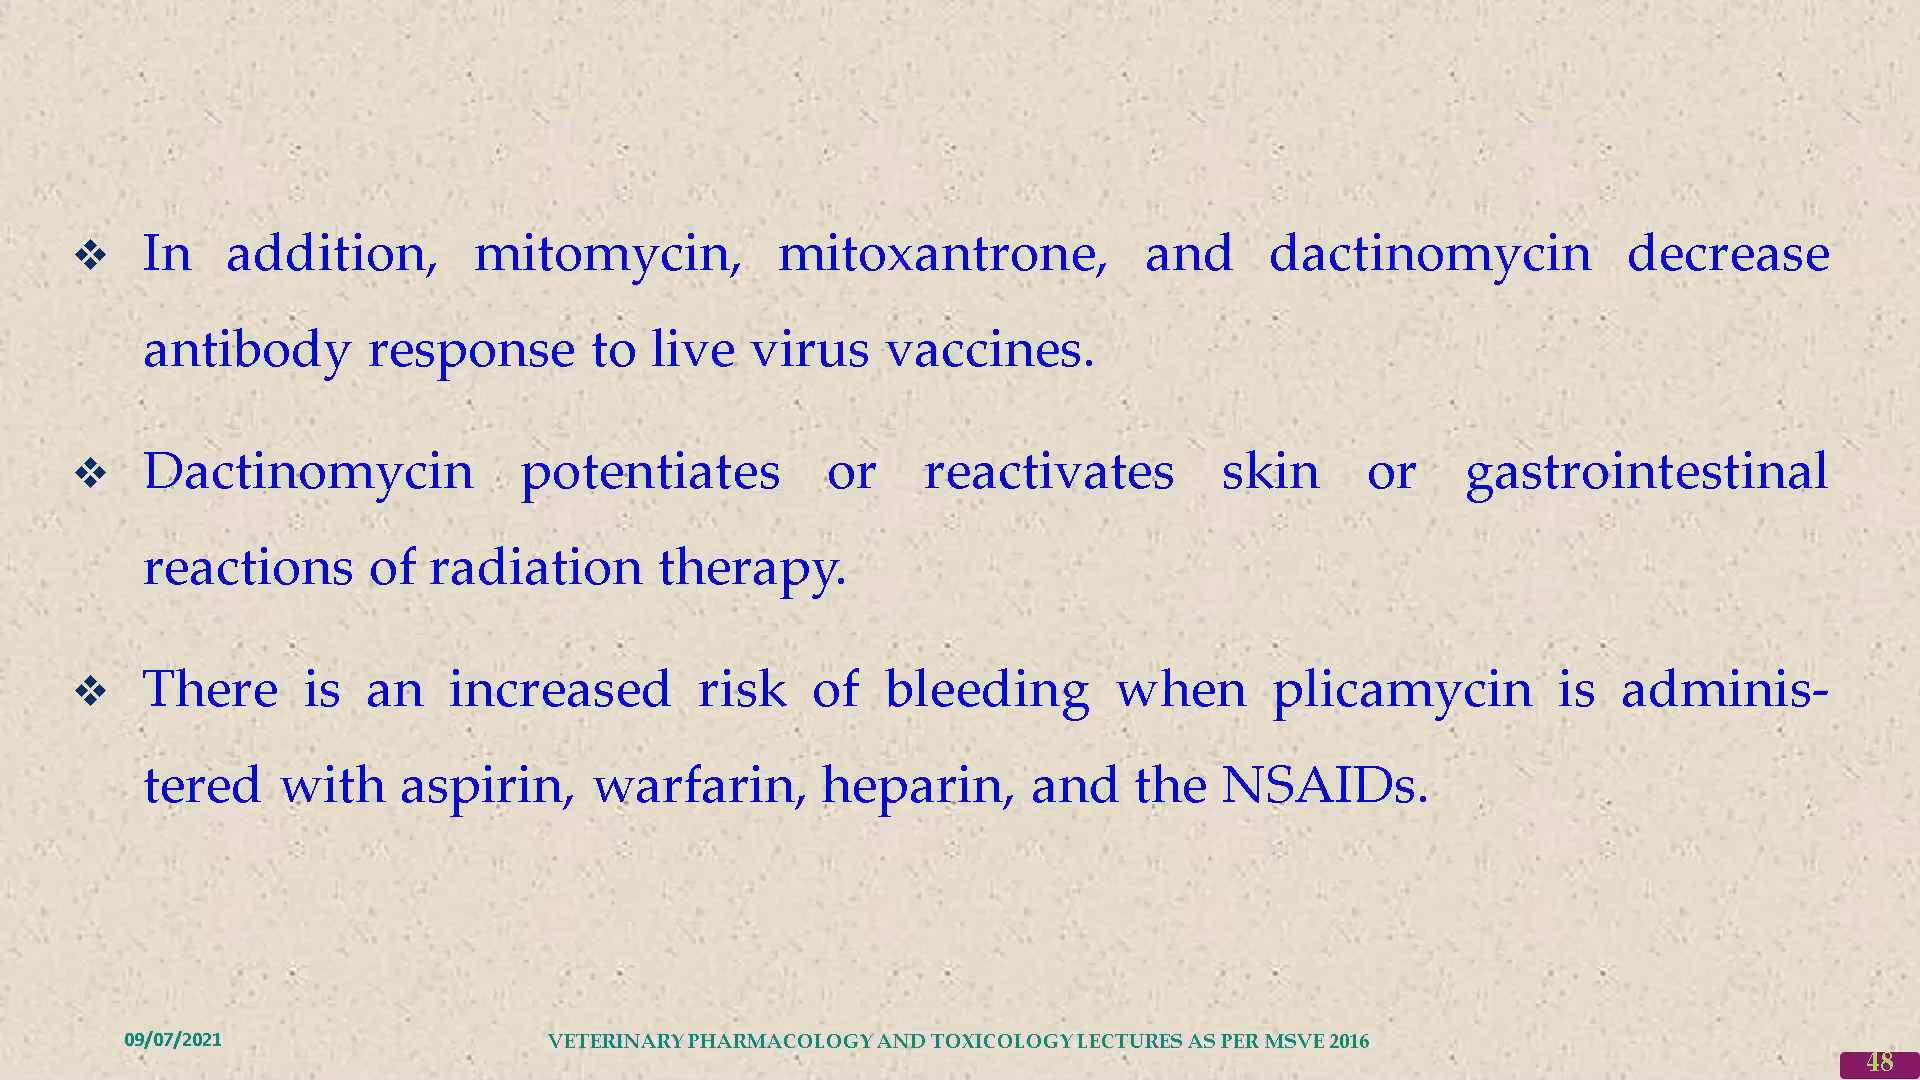 ❖ In addition, mitomycin, mitoxantrone, and dactinomycin decrease
antibody response to live virus vaccines.
❖ Dactinomycin potentiates or reactivates skin or gastrointestinal
reactions of radiation therapy.
❖ There is an increased risk of bleeding when plicamycin is adminis-
tered with aspirin, warfarin, heparin, and the NSAIDs.
09/07/2021
VETERINARY PHARMACOLOGY AND TOXICOLOGY LECTURES AS PER MSVE 2016
48